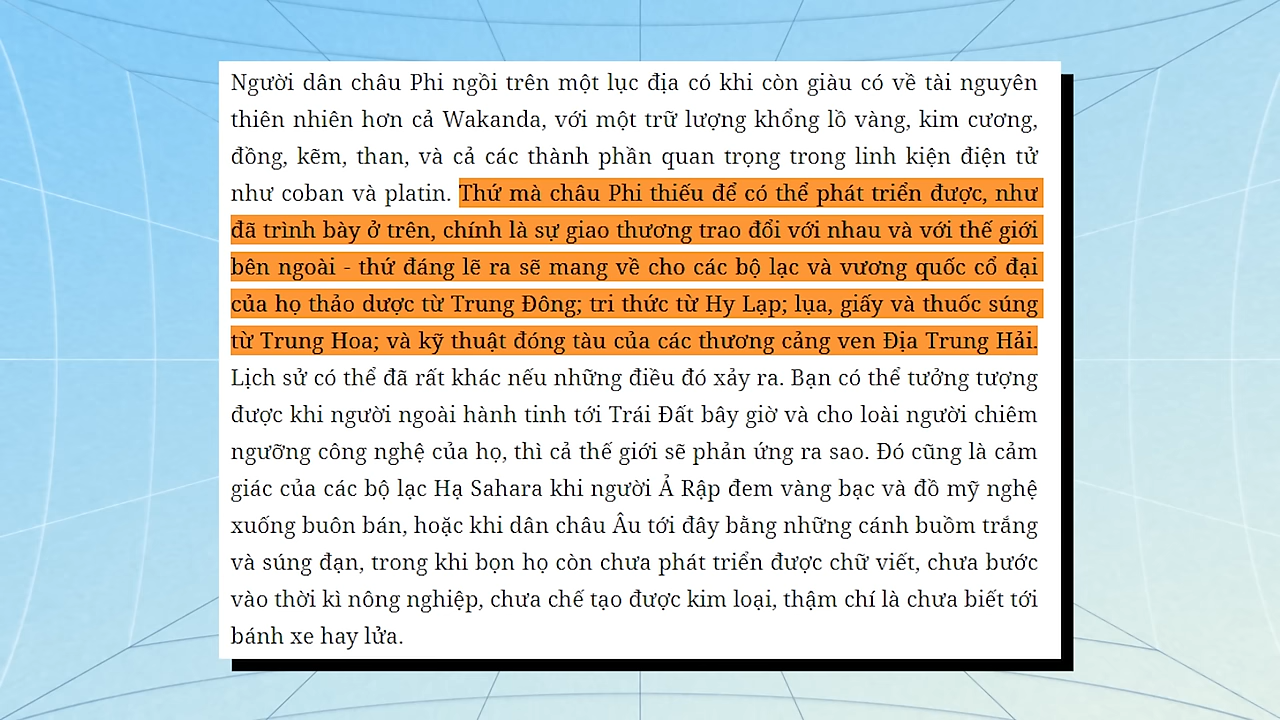 Người dân châu Phi ngồi trên một lục địa có khi còn giàu có về tài nguyên
thiên nhiên hơn cả Wakanda, với một trữ lượng khổng lồ vàng, kim cương,
đồng, kẽm, than, và cả các thành phần quan trọng trong linh kiện điện tử
như coban và platin. Thứ mà châu Phi thiếu để có thể phát triển được, như
đã trình bày ở trên, chính là sự giao thương trao đổi với nhau và với thế giới
bên ngoài - thứ đáng lẽ ra sẽ mang về cho các bộ lạc và vương quốc cổ đại
của họ thảo dược từ Trung Đông; tri thức từ Hy Lạp; lụa, giấy và thuốc súng
từ Trung Hoa; và kỹ thuật đóng tàu của các thương cảng ven Địa Trung Hải.
Lịch sử có thể đã rất khác nếu những điều đó xảy ra. Bạn có thể tưởng tượng
được khi người ngoài hành tinh tới Trái Đất bây giờ và cho loài người chiêm
ngưỡng công nghệ của họ, thì cả thế giới sẽ phản ứng ra sao. Đó cũng là cảm
giác của các bộ lạc Hạ Sahara khi người Ả Rập đem vàng bạc và đồ mỹ nghệ
xuống buôn bán, hoặc khi dân châu Âu tới đây bằng những cánh buồm trắng
và súng đạn, trong khi bọn họ còn chưa phát triển được chữ viết, chưa bước
vào thời kì nông nghiệp, chưa chế tạo được kim loại, thậm chí là chưa biết tới
bánh xe hay lửa.